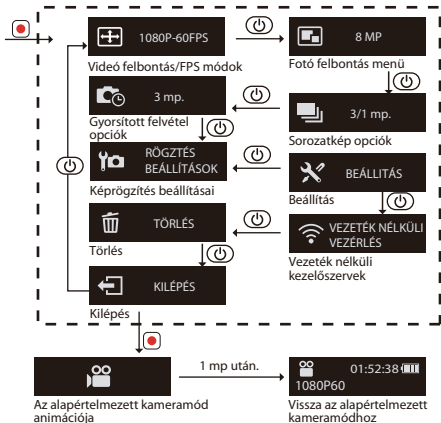 1080P-60FPS
Videó felbontás/FPS módok
8 MP
Fotó felbontás menü
3 mp.
Gyorsított felvétel
opciók
3/1 mp.
Sorozatkép opciók
RÖGZTÉS
BEÁLLÍTÁSOK
Képrögzítés beállításai
BEÁLLITÁS
Beállítás
TÖRLÉS
Törlés
VEZETÉK NÉLKÜLI
VEZÉRLÉS
Vezeték nélküli
kezelőszervek
KILÉPÉS
Kilépés
1 mp után.
Az alapértelmezett kameramód
animációja
01:52:38
1080P60
Vissza az alapértelmezett
kameramódhoz